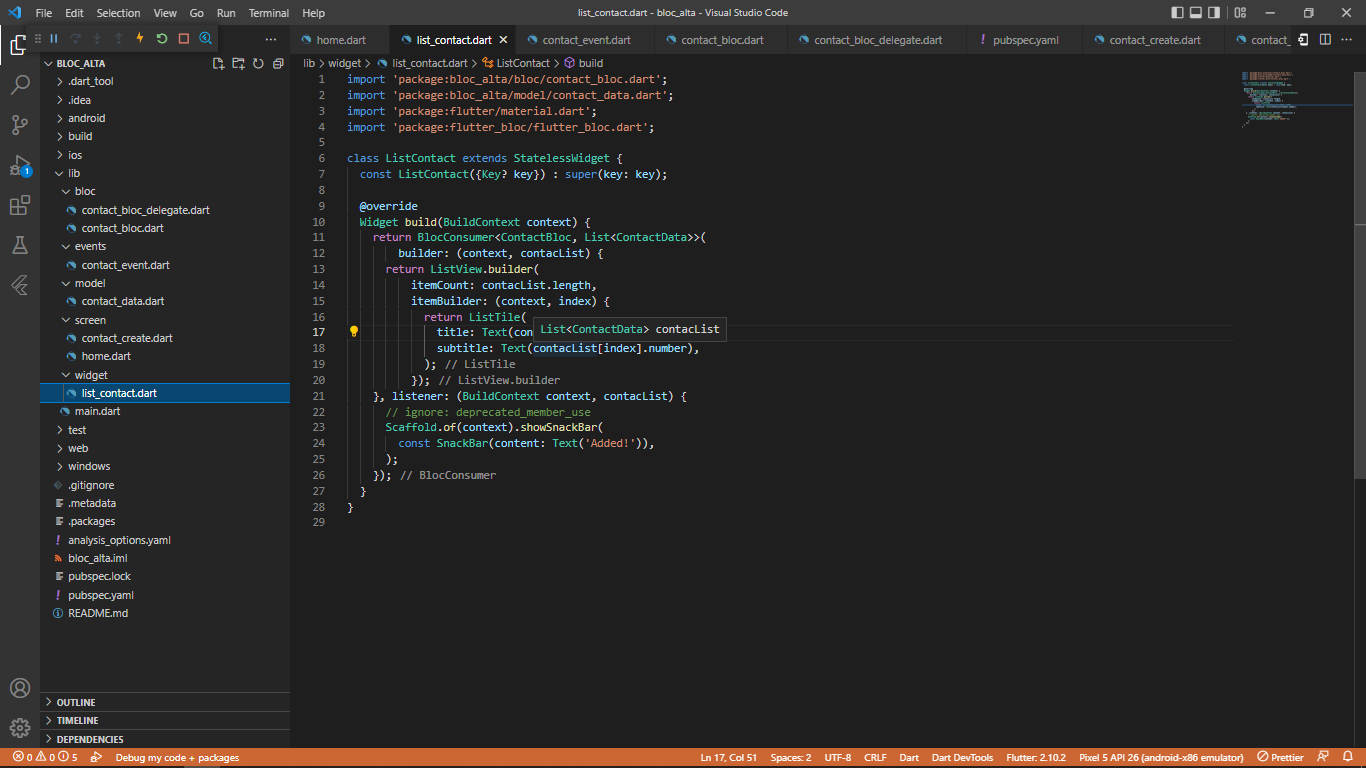 File Edit Selection View Go Run Terminal Help
list_contact.dart - bloc_alta - Visual Studio Code
home.dart
list_contact.dart
contact_event.dart
contact_bloc.dart
contact_bloc_delegate.dart
pubspec.yaml
contact_create.dart
contact_
BLOC_ALTA
.dart_tool
.idea
android
build
ios
lib
bloc
contact_bloc_delegate.dart
contact_bloc.dart
events
contact_event.dart
model
contact_data.dart
screen
contact_create.dart
home.dart
widget
list_contact.dart
main.dart
test
web
windows
.gitignore
.metadata
.packages
analysis_options.yaml
bloc_alta.iml
pubspec.lock
pubspec.yaml
README.md
OUTLINE
TIMELINE
DEPENDENCIES
1
lib > widget > list_contact.dart > ListContact > build
1 import 'package:bloc_alta/bloc/contact_bloc.dart';
2 import 'package:bloc_alta/model/contact_data.dart';
3 import 'package:flutter/material.dart';
4 import 'package:flutter_bloc/flutter_bloc.dart';
5
6 class ListContact extends StatelessWidget {
7 const ListContact({Key? key}) : super(key: key);
8
9 @override
10 Widget build(BuildContext context) {
11 return BlocConsumer<ContactBloc, List<ContactData>>(
12 builder: (context, contacList) {
13 return ListView.builder(
14 itemCount: contacList.length,
15 itemBuilder: (context, index) {
16 return ListTile(
17 title: Text(con
List<ContactData> contacList
18 subtitle: Text(contacList[index].number),
19 ); // ListTile
20 }); // ListView.builder
21 }, listener: (BuildContext context, contacList) {
22 // ignore: deprecated_member_use
23 Scaffold.of(context).showSnackBar(
24 const SnackBar(content: Text('Added!')),
25 );
26 }); // BlocConsumer
27 }
28 }
29
0 0 5 Debug my code + packages
Ln 17, Col 51 Spaces: 2 UTF-8 CRLF Dart Dart DevTools Flutter: 2.10.2 Pixel 5 API 26 (android-x86 emulator) Prettier